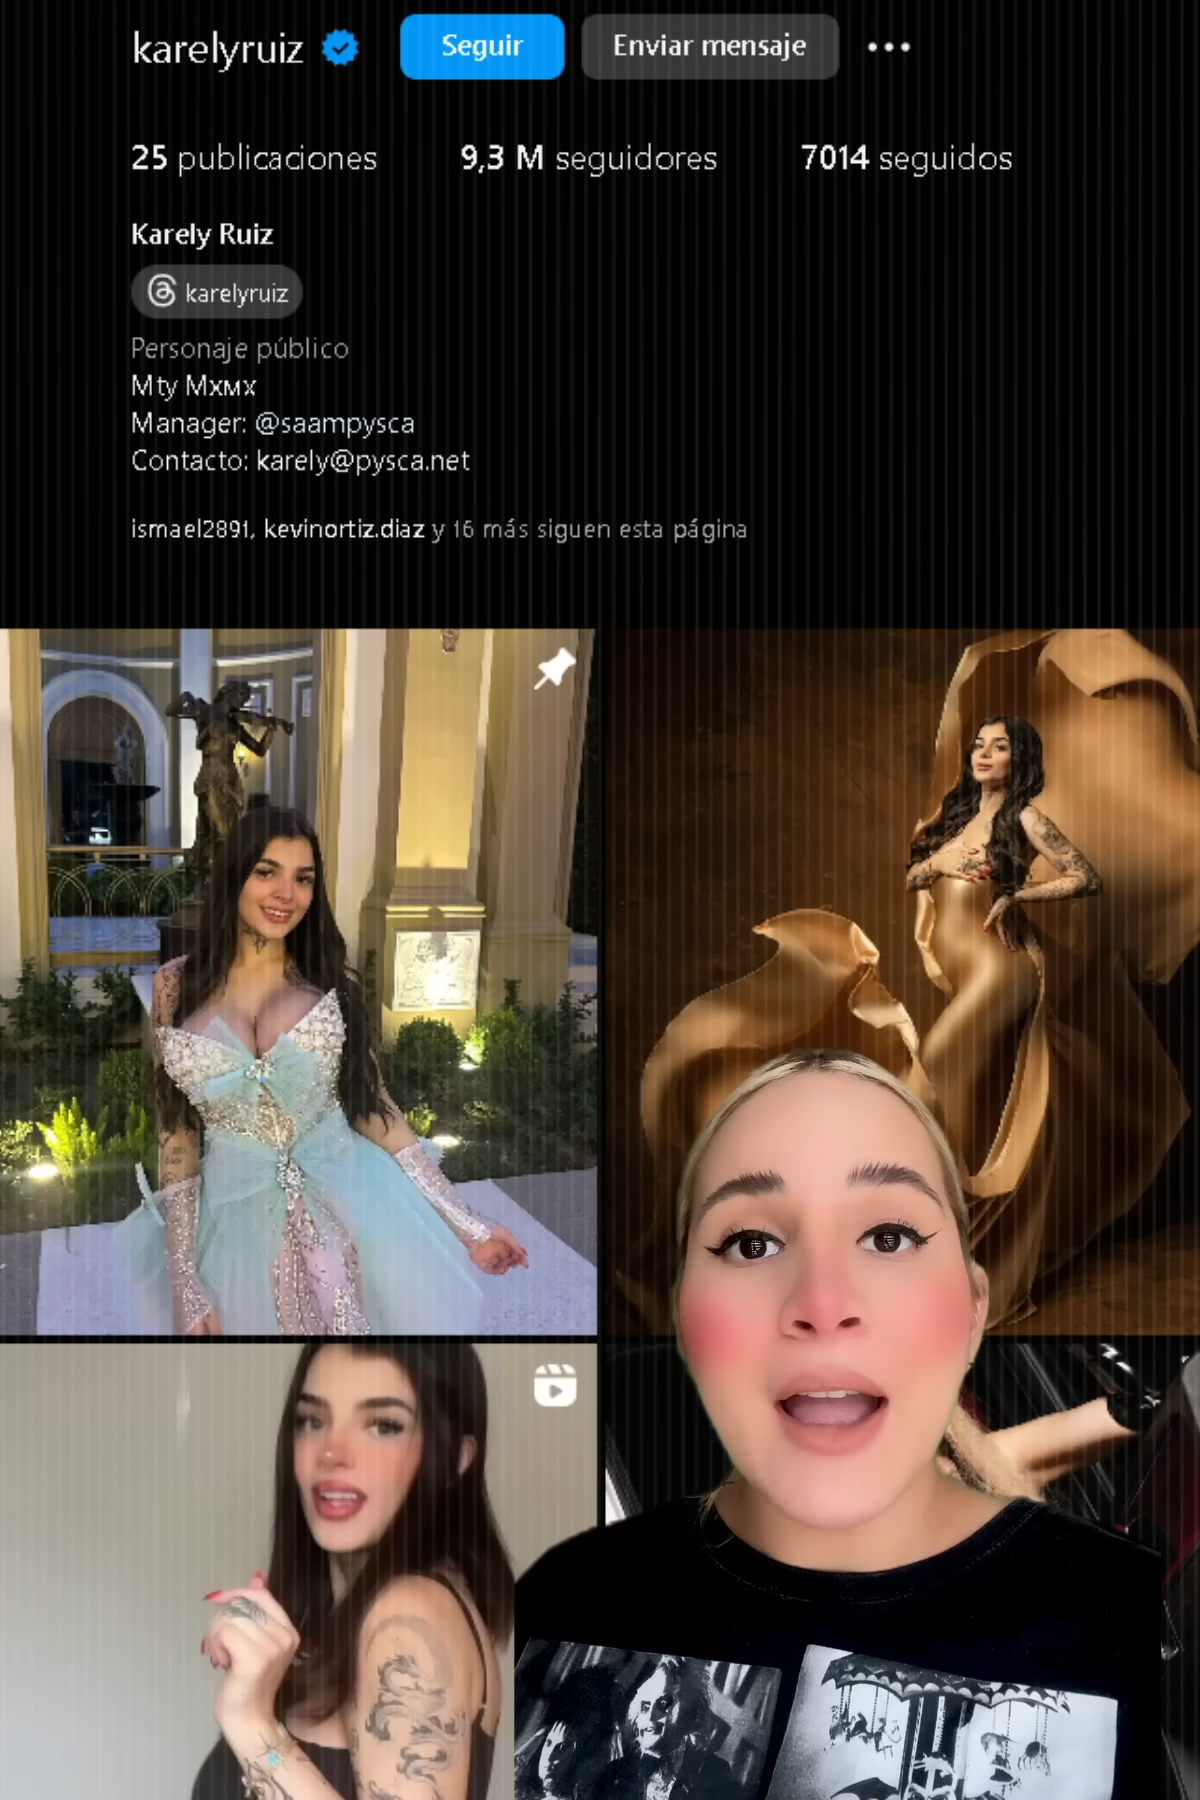 karelyruiz Seguir Enviar mensaje
25 publicaciones 9,3 M seguidores 7014 seguidos
Karely Ruiz
karelyruiz
Personaje público
Mty Mxᴍx
Manager: @saampysca
Contacto: karely@pysca.net
ismael2891, kevinortiz.diaz y 16 más siguen esta página